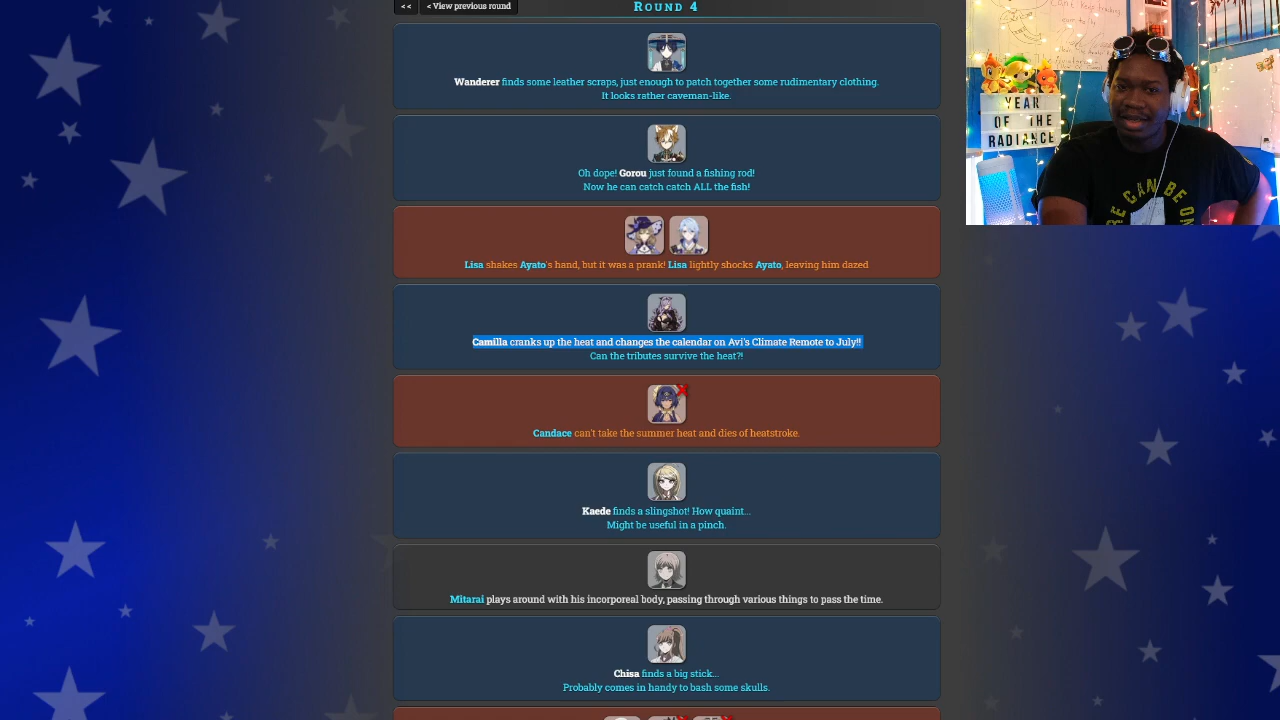 Round 4
<<
< View previous round
Wanderer finds some leather scraps, just enough to patch together some rudimentary clothing.
It looks rather caveman-like.
Oh dope! Gorou just found a fishing rod!
Now he can catch catch ALL the fish!
Lisa shakes Ayato's hand, but it was a prank! Lisa lightly shocks Ayato, leaving him dazed
Camilla cranks up the heat and changes the calendar on Avi's Climate Remote to July!!
Can the tributes survive the heat?!
Candace can't take the summer heat and dies of heatstroke.
Kaede finds a slingshot! How quaint...
Might be useful in a pinch.
Mitarai plays around with his incorporeal body, passing through various things to pass the time.
Chisa finds a big stick...
Probably comes in handy to bash some skulls.
YEAR
OF THE
RADIANCE
CAN BE